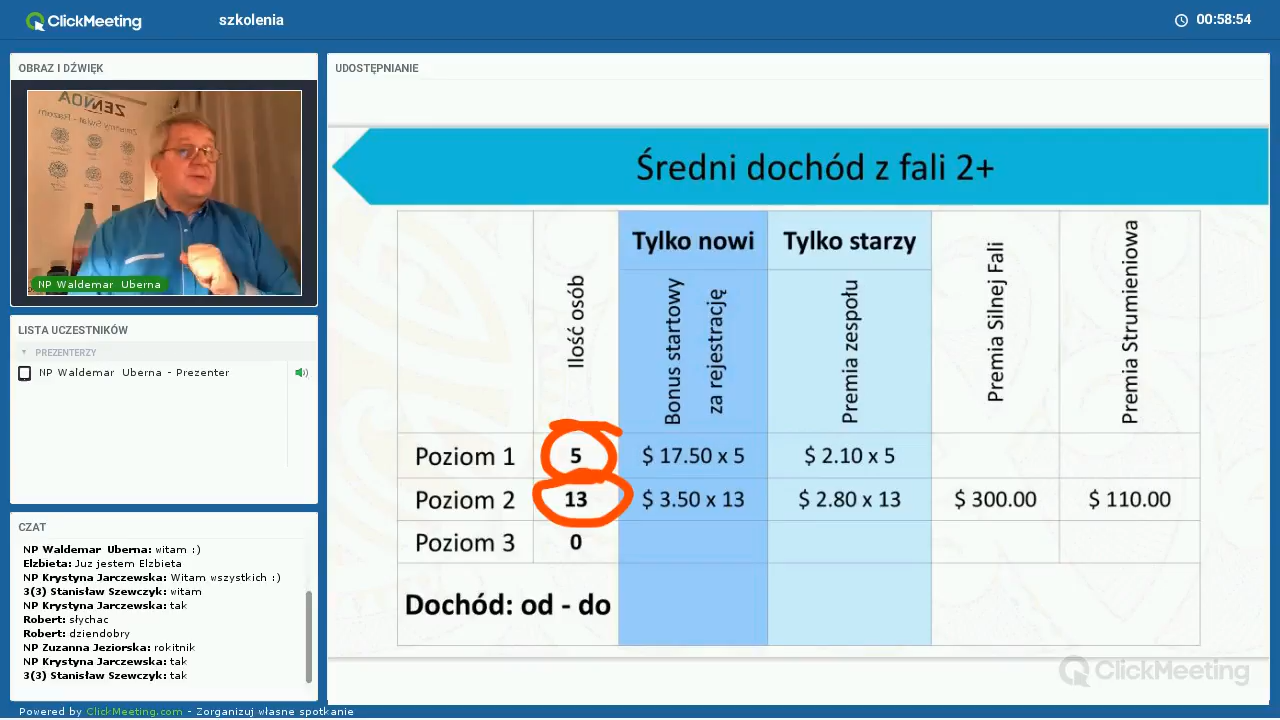 ClickMeeting
szkolenia
00:58:54
OBRAZ I DŹWIĘK
ZENNOA
Zmieniamy Świat - Razem
NP Waldemar Uberna
LISTA UCZESTNIKÓW
PREZENTERZY
NP Waldemar Uberna - Prezenter
CZAT
NP Waldemar Uberna: witam :)
Elzbieta: Juz jestem Elzbieta
NP Krystyna Jarczewska: Witam wszystkich :)
3(3) Stanisław Szewczyk: witam
NP Krystyna Jarczewska: tak
Robert: słychac
Robert: dziendobry
NP Zuzanna Jeziorska: rokitnik
NP Krystyna Jarczewska: tak
3(3) Stanisław Szewczyk: tak
UDOSTĘPNIANIE
Średni dochód z fali 2+
Ilość osób
Tylko nowi
Bonus startowy
za rejestrację
Tylko starzy
Premia zespołu
Premia Silnej Fali
Premia Strumieniowa
Poziom 1 5 $ 17.50 x 5 $ 2.10 x 5
Poziom 2 13 $ 3.50 x 13 $ 2.80 x 13 $ 300.00 $ 110.00
Poziom 3 0
Dochód: od - do
ClickMeeting
Powered by ClickMeeting.com - Zorganizuj własne spotkanie